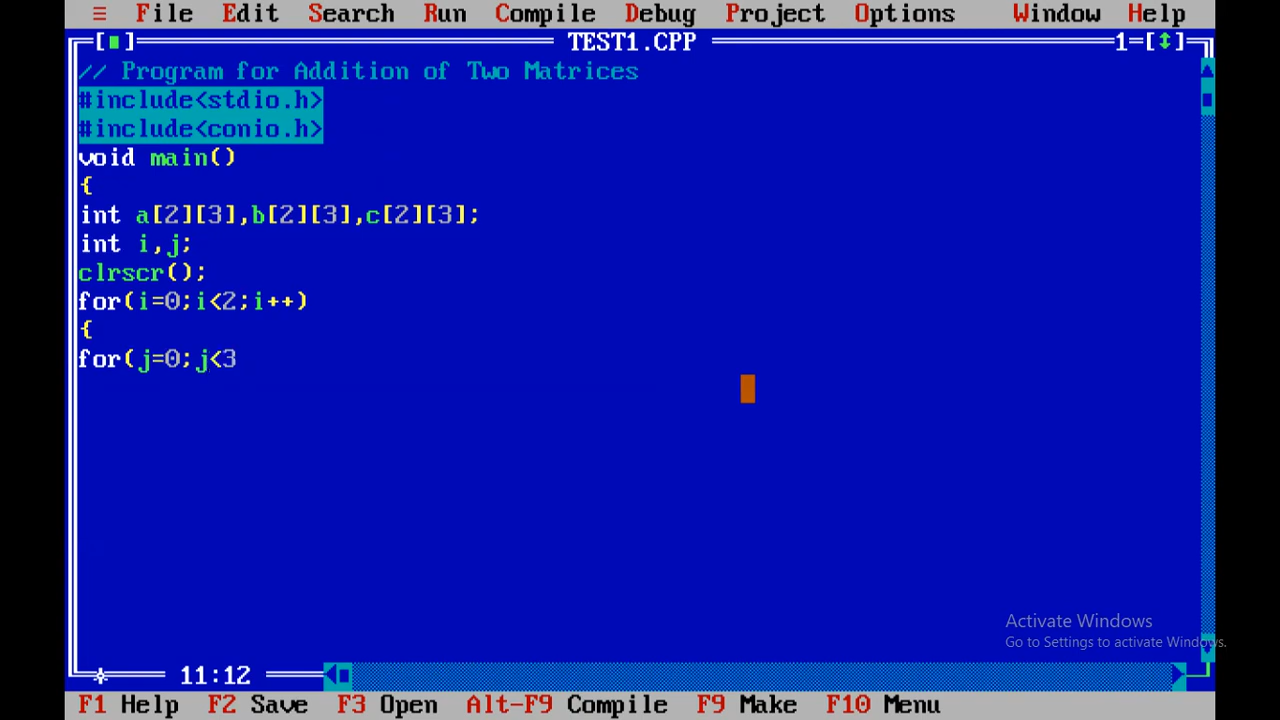 ≡ File Edit Search Run Compile Debug Project Options Window Help
[■] TEST1.CPP 1=[↕]
// Program for Addition of Two Matrices
#include<stdio.h>
#include<conio.h>
void main()
{
int a[2][3],b[2][3],c[2][3];
int i,j;
clrscr();
for(i=0;i<2;i++)
{
for(j=0;j<3
Activate Windows
Go to Settings to activate Windows.
11:12
F1 Help F2 Save F3 Open Alt-F9 Compile F9 Make F10 Menu